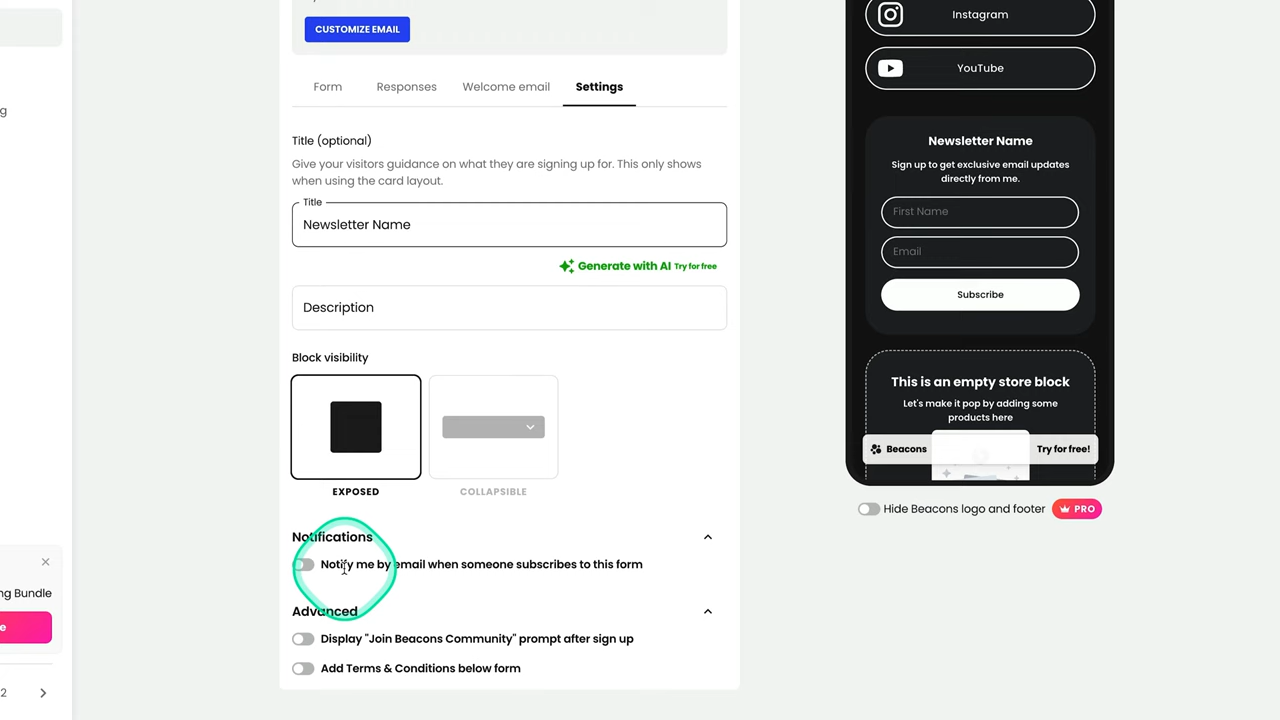 g
ng Bundle
e
2
CUSTOMIZE EMAIL
Form Responses Welcome email Settings
Title (optional)
Give your visitors guidance on what they are signing up for. This only shows
when using the card layout.
Title
Newsletter Name
Generate with AI Try for free
Description
Block visibility
EXPOSED COLLAPSIBLE
Notifications
Notify me by email when someone subscribes to this form
Advanced
Display "Join Beacons Community" prompt after sign up
Add Terms & Conditions below form
Instagram
YouTube
Newsletter Name
Sign up to get exclusive email updates
directly from me.
First Name
Email
Subscribe
This is an empty store block
Let's make it pop by adding some
products here
Beacons Try for free!
Hide Beacons logo and footer PRO